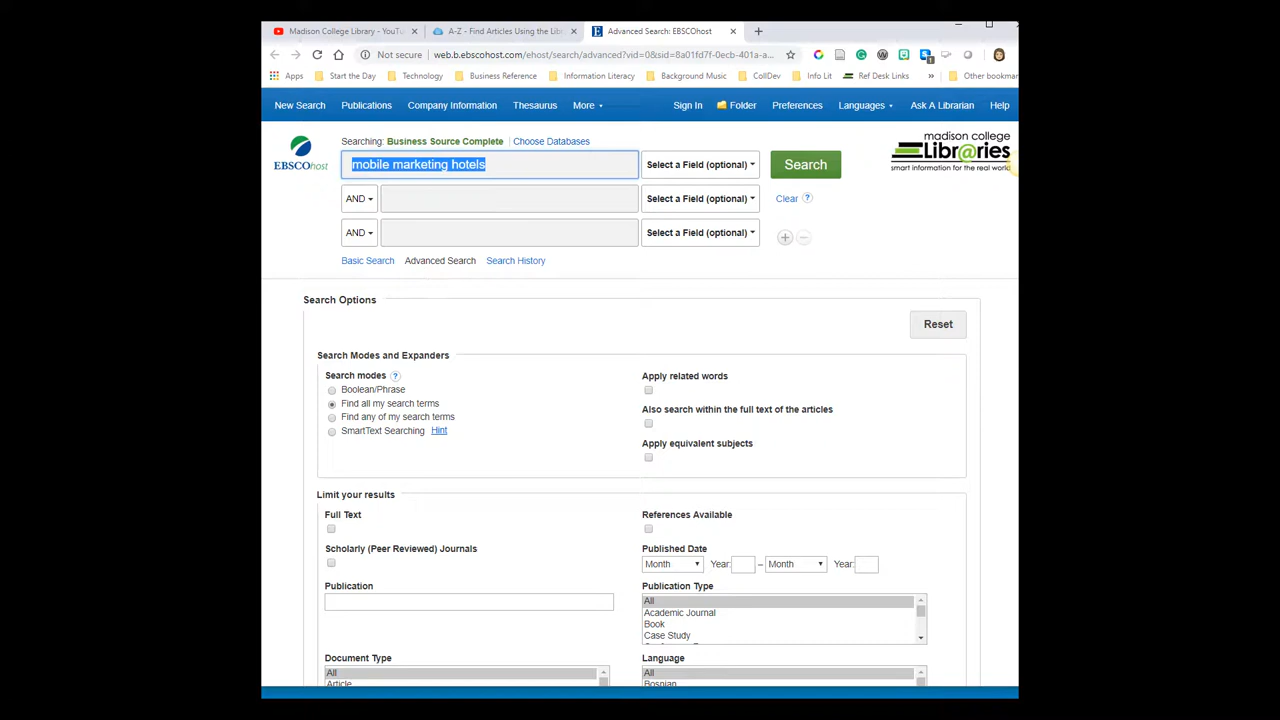 Madison College Library - YouTu
A-Z - Find Articles Using the Lib
Advanced Search: EBSCOhost
Not secure web.b.ebscohost.com/ehost/search/advanced?vid=0&sid=8a01fd7f-0ecb-401a-a...
Apps Start the Day Technology Business Reference Information Literacy Background Music CollDev Info Lit Ref Desk Links » Other bookmar
New Search Publications Company Information Thesaurus More Sign In Folder Preferences Languages Ask A Librarian Help
EBSCOhost
Searching: Business Source Complete Choose Databases
mobile marketing hotels Select a Field (optional) Search
AND Select a Field (optional) Clear ?
AND Select a Field (optional)
Basic Search Advanced Search Search History
madison college
Libr@ries
smart information for the real world
Search Options
Reset
Search Modes and Expanders
Search modes ?
Boolean/Phrase
Find all my search terms
Find any of my search terms
SmartText Searching Hint
Apply related words
Also search within the full text of the articles
Apply equivalent subjects
Limit your results
Full Text
References Available
Scholarly (Peer Reviewed) Journals
Published Date
Month Year: – Month Year:
Publication
Publication Type
All
Academic Journal
Book
Case Study
Document Type
All
Article
Language
All
Bosnian